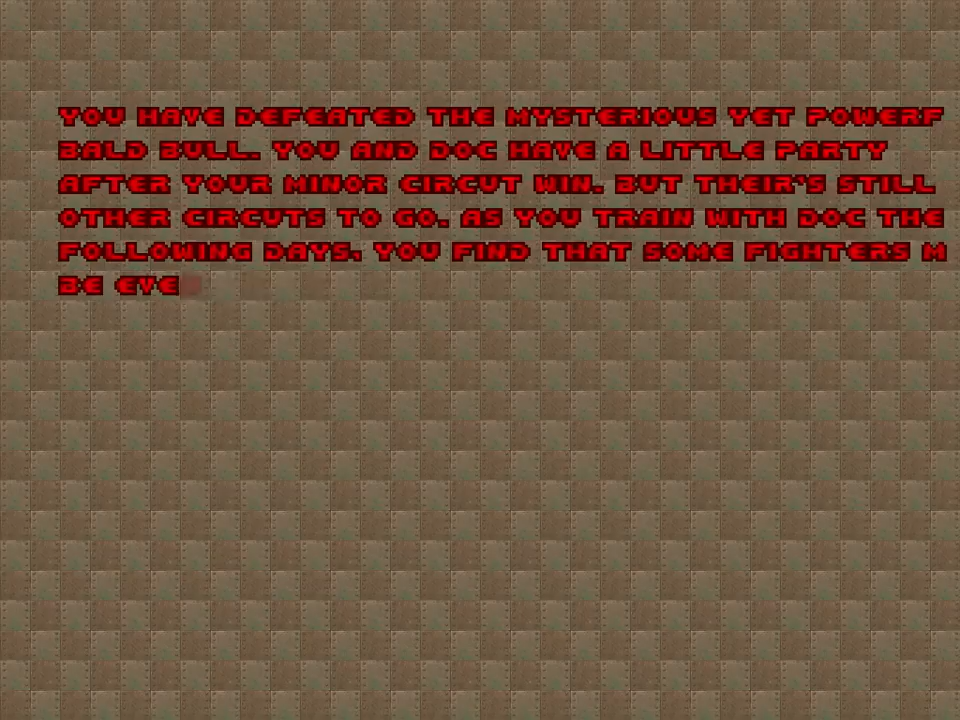 YOU HAVE DEFEATED THE MYSTERIOUS YET POWERF
BALD BULL. YOU AND DOC HAVE A LITTLE PARTY
AFTER YOUR MINOR CIRCUT WIN. BUT THEIR'S STILL
OTHER CIRCUTS TO GO. AS YOU TRAIN WITH DOC THE
FOLLOWING DAYS, YOU FIND THAT SOME FIGHTERS M
BE EVE